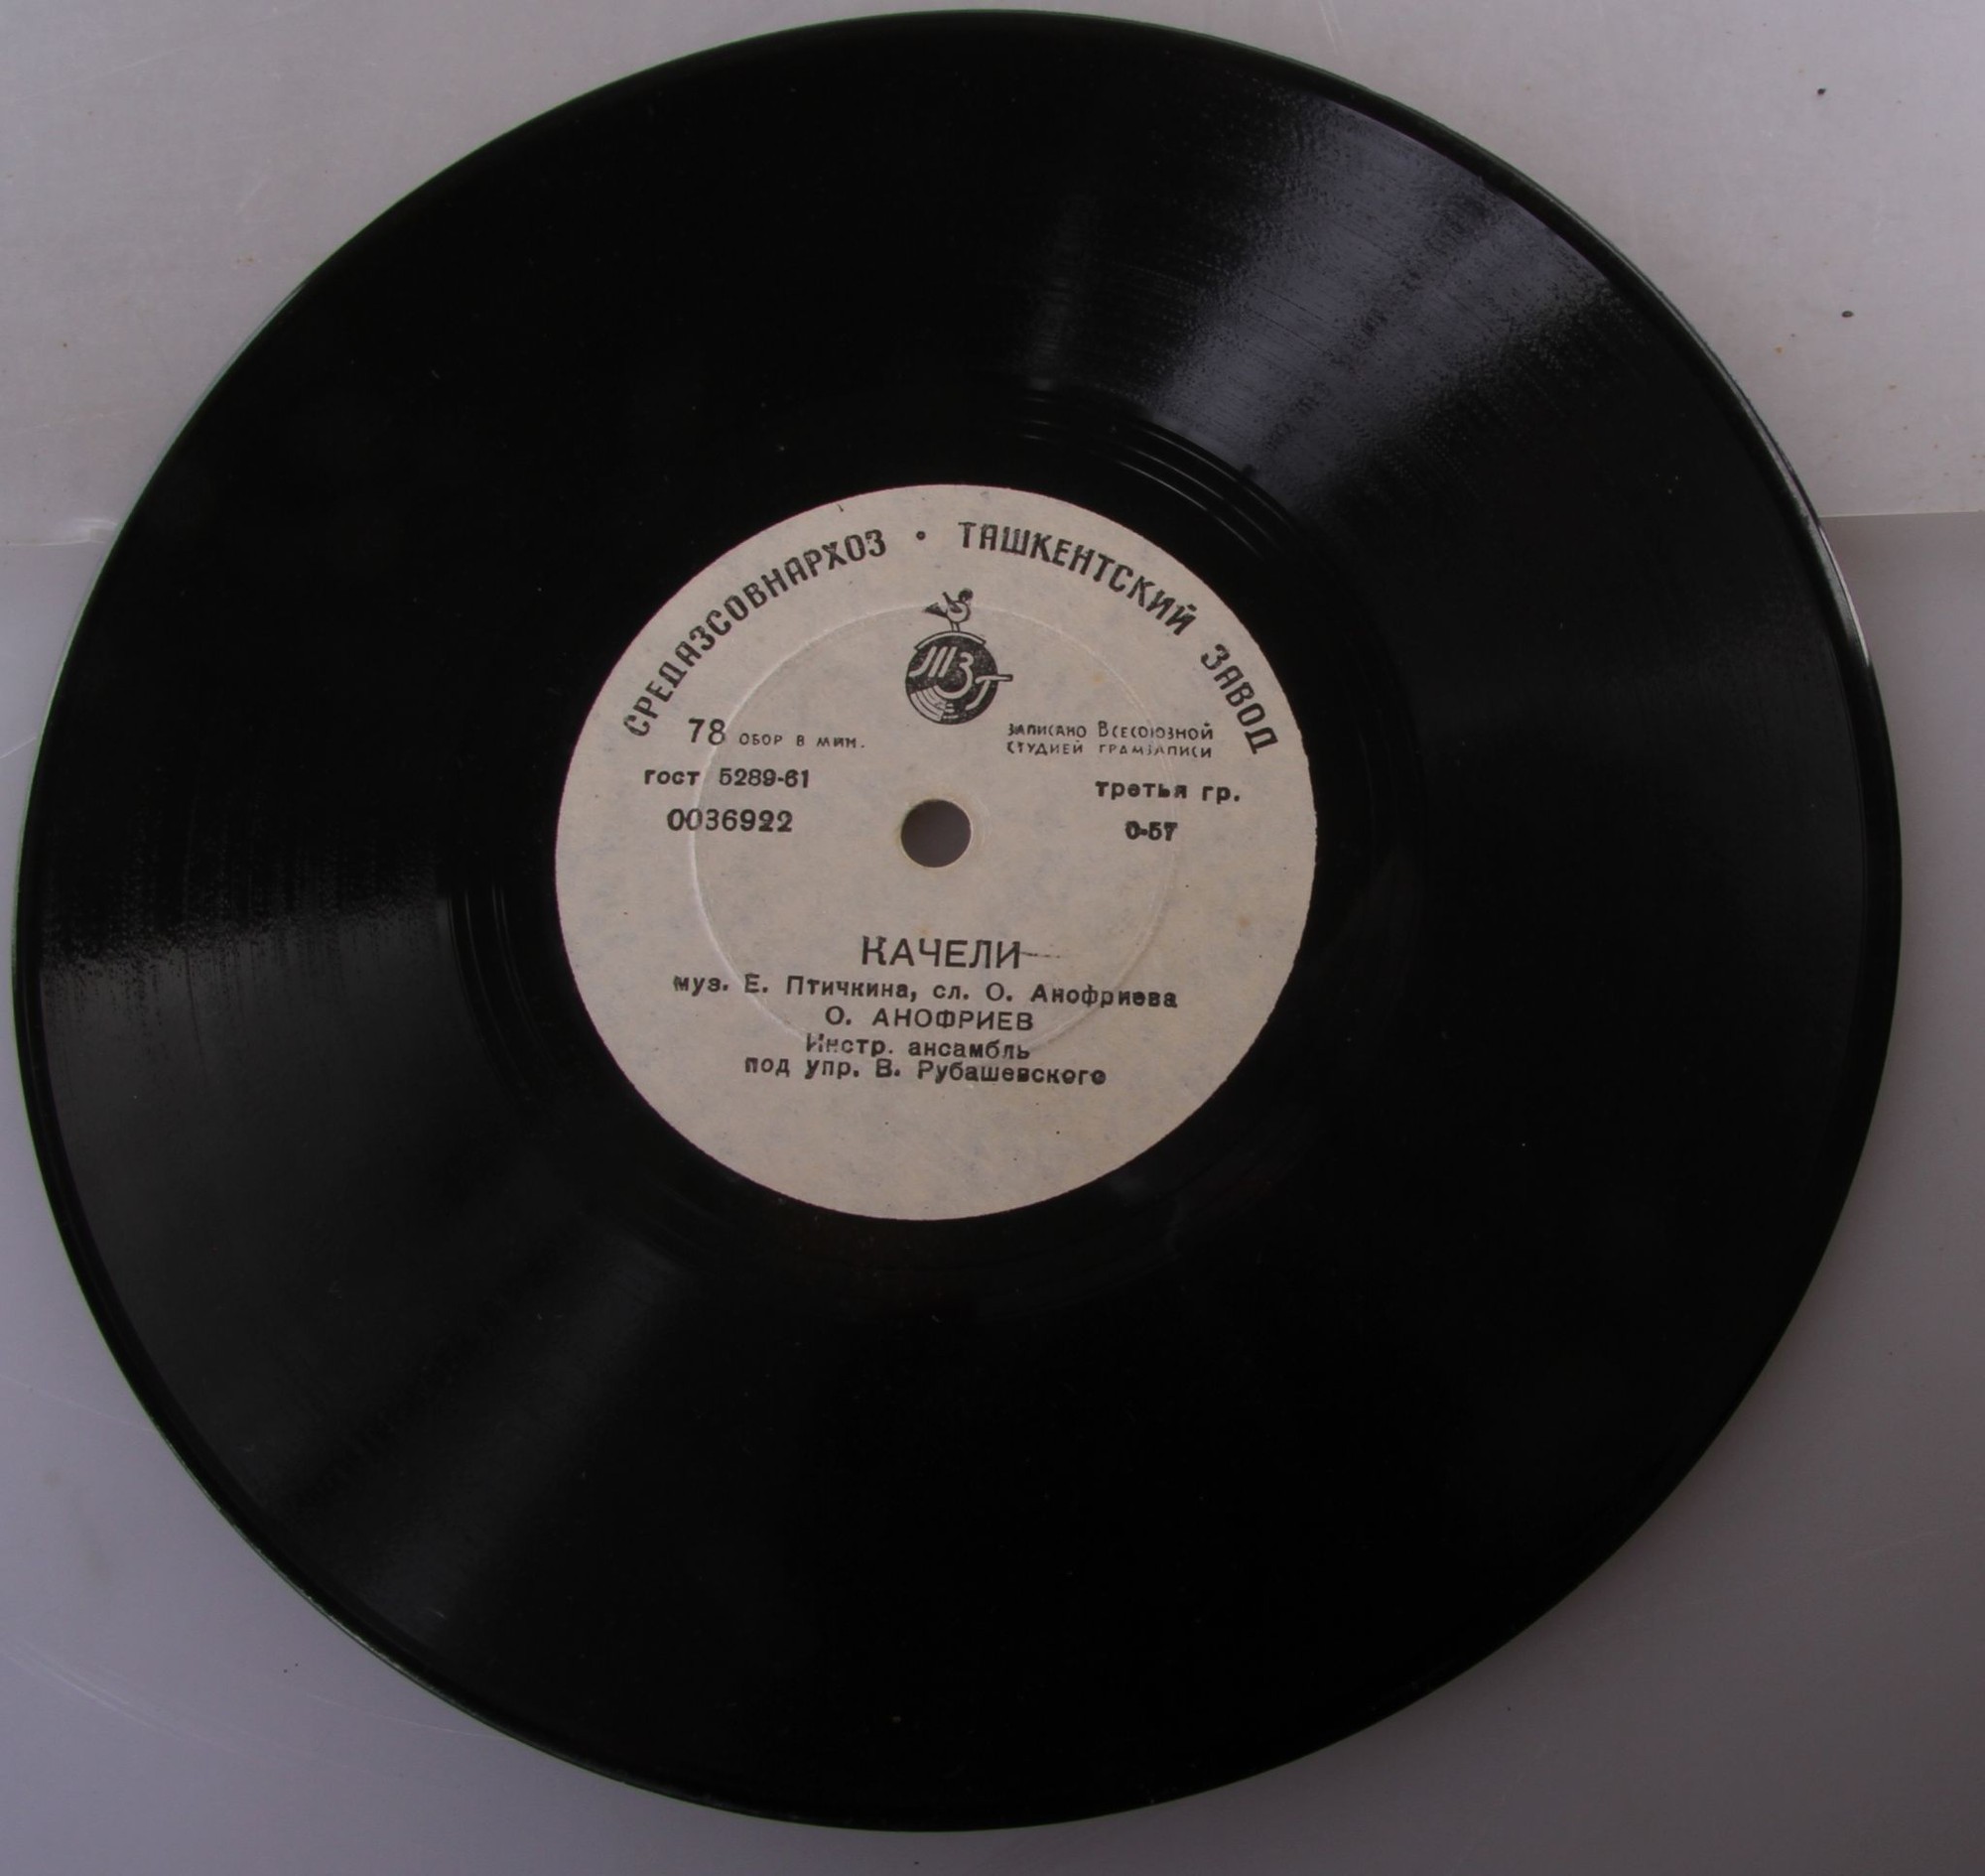 СРЕДАЗСОВНАРХОЗ • ТАШКЕНТСКИЙ ЗАВОД
ТЗГ
78 ОБОР В МИН.
ЗАПИСАНО ВСЕСОЮЗНОЙ
СТУДИЕЙ ГРАМЗАПИСИ
гост 5289-61
третья гр.
0036922
0-57
КАЧЕЛИ
муз. Е. Птичкина, сл. О. Анофриева
О. АНОФРИЕВ
Инстр. ансамбль
под упр. В. Рубашевского